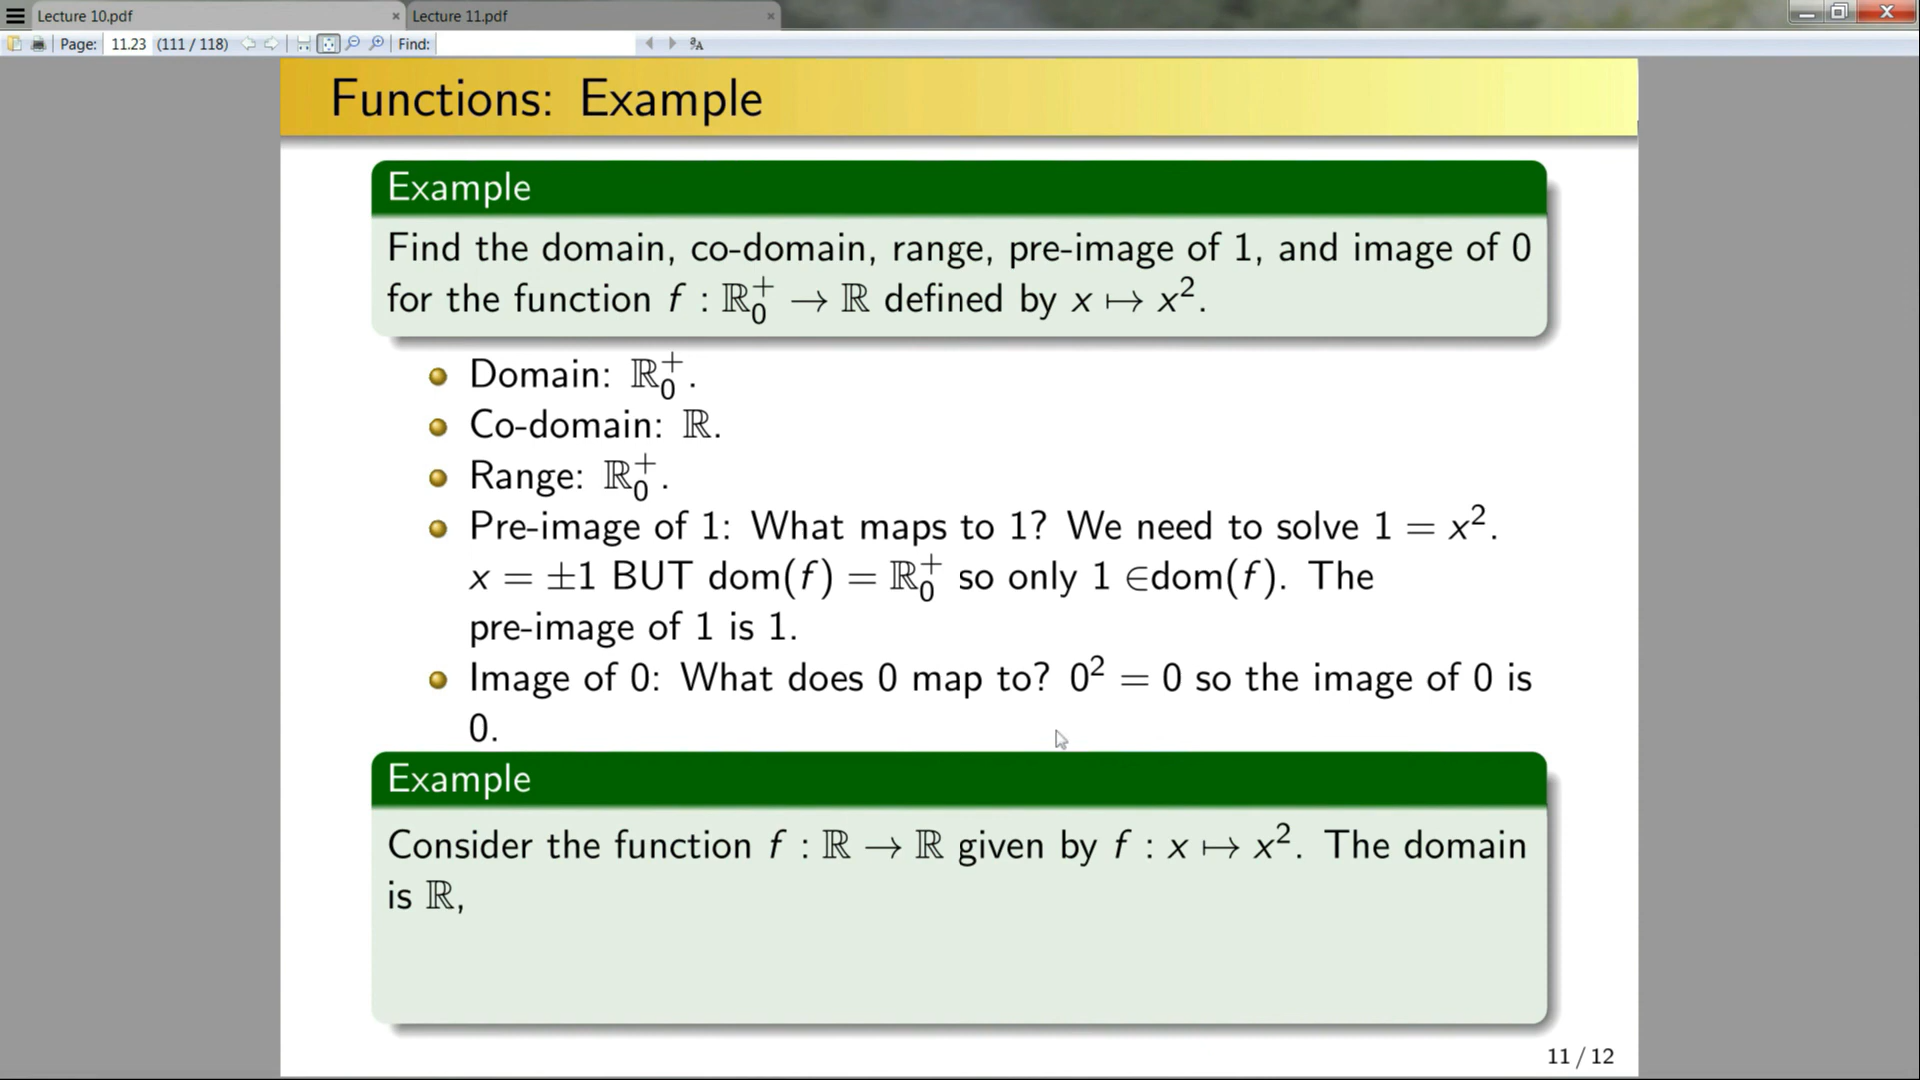 Lecture 10.pdf × Lecture 11.pdf ×
Page: 11.23 (111 / 118) Find:
Functions: Example
Example
Find the domain, co-domain, range, pre-image of 1, and image of 0
for the function f : ℝ₀⁺ → ℝ defined by x ↦ x².
Domain: ℝ₀⁺.
Co-domain: ℝ.
Range: ℝ₀⁺.
Pre-image of 1: What maps to 1? We need to solve 1 = x².
x = ±1 BUT dom(f) = ℝ₀⁺ so only 1 ∈dom(f). The
pre-image of 1 is 1.
Image of 0: What does 0 map to? 0² = 0 so the image of 0 is
0.
Example
Consider the function f : ℝ → ℝ given by f : x ↦ x². The domain
is ℝ,
11 / 12